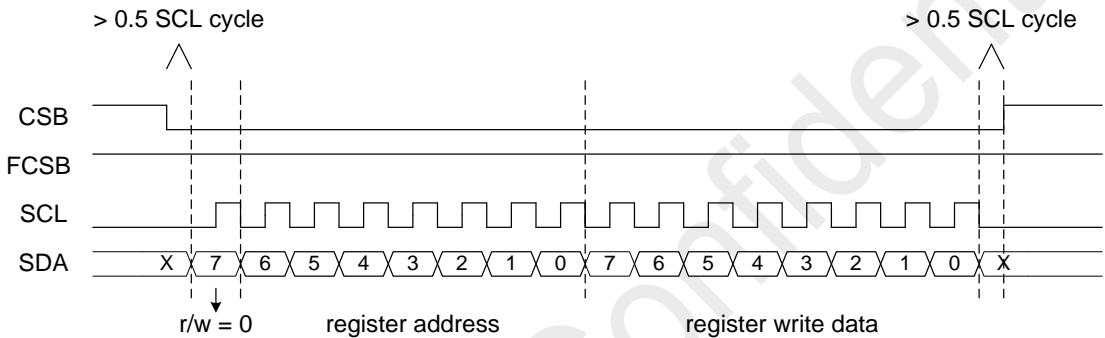 > 0.5 SCL cycle > 0.5 SCL cycle
CSB
FCSB
SCL
SDA X 7 6 5 4 3 2 1 0 7 6 5 4 3 2 1 0 X
r/w = 0 register address register write data